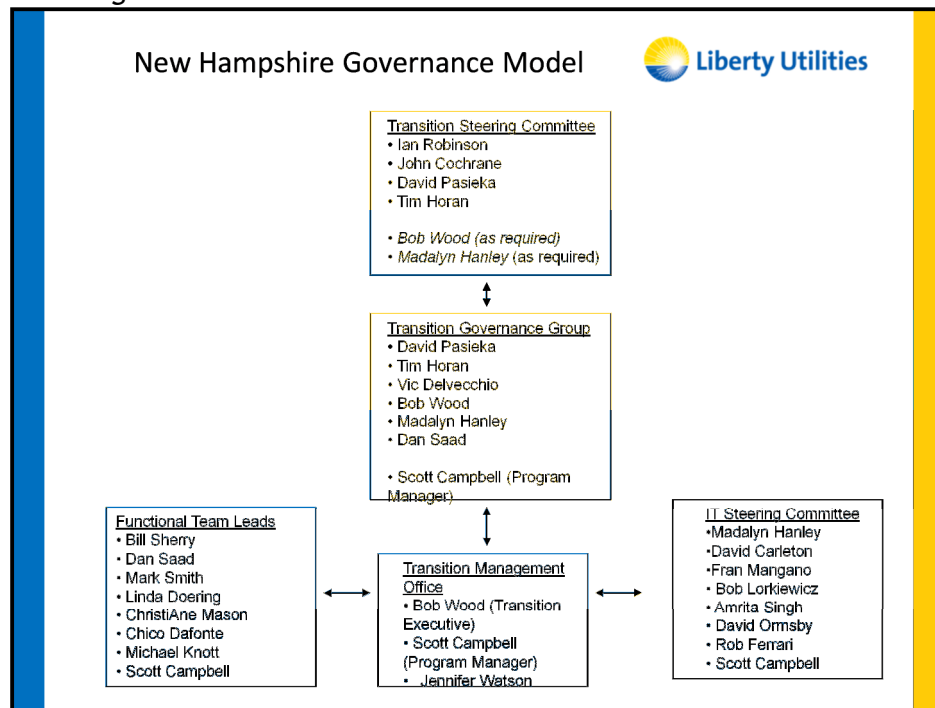 New Hampshire Governance Model
Liberty Utilities
Transition Steering Committee
• Ian Robinson
• John Cochrane
• David Pasieka
• Tim Horan
• Bob Wood (as required)
• Madalyn Hanley (as required)
Transition Governance Group
• David Pasieka
• Tim Horan
• Vic Delvecchio
• Bob Wood
• Madalyn Hanley
• Dan Saad
• Scott Campbell (Program
Manager)
Functional Team Leads
• Bill Sherry
• Dan Saad
• Mark Smith
• Linda Doering
• ChristiAne Mason
• Chico Dafonte
• Michael Knott
• Scott Campbell
Transition Management
Office
• Bob Wood (Transition
Executive)
• Scott Campbell
(Program Manager)
• Jennifer Watson
IT Steering Committee
•Madalyn Hanley
•David Carleton
•Fran Mangano
• Bob Lorkiewicz
• Amrita Singh
• David Ormsby
• Rob Ferrari
• Scott Campbell